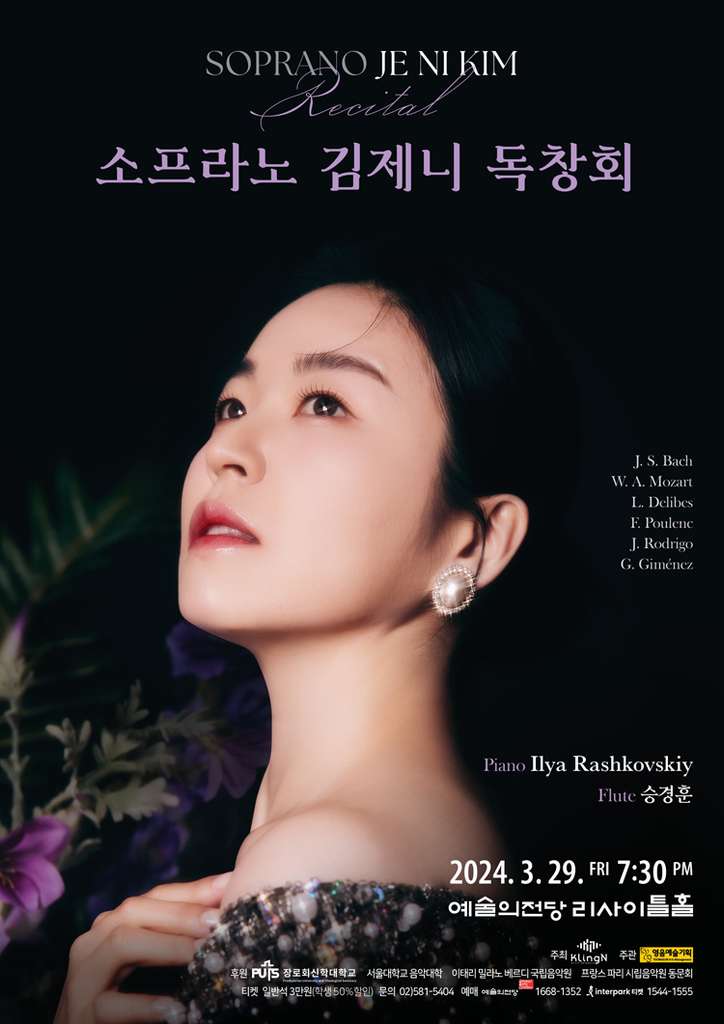 SOPRANO JE NI KIM
Recital
소프라노 김제니 독창회
J. S. Bach
W. A. Mozart
L. Delibes
F. Poulenc
J. Rodrigo
G. Giménez
Piano Ilya Rashkovskiy
Flute 승경훈
2024. 3. 29. FRI 7:30 PM
예술의전당 리사이틀홀
주최 KlingN 주관 영음예술기획
후원 PUTS 장로회신학대학교 서울대학교 음악대학 이태리 밀라노 베르디 국립음악원 프랑스 파리 시립음악원 동문회
티켓 일반석 3만원(학생 50% 할인) 문의 02)581-5404 예매 예술의전당 1668-1352 interpark 티켓 1544-1555